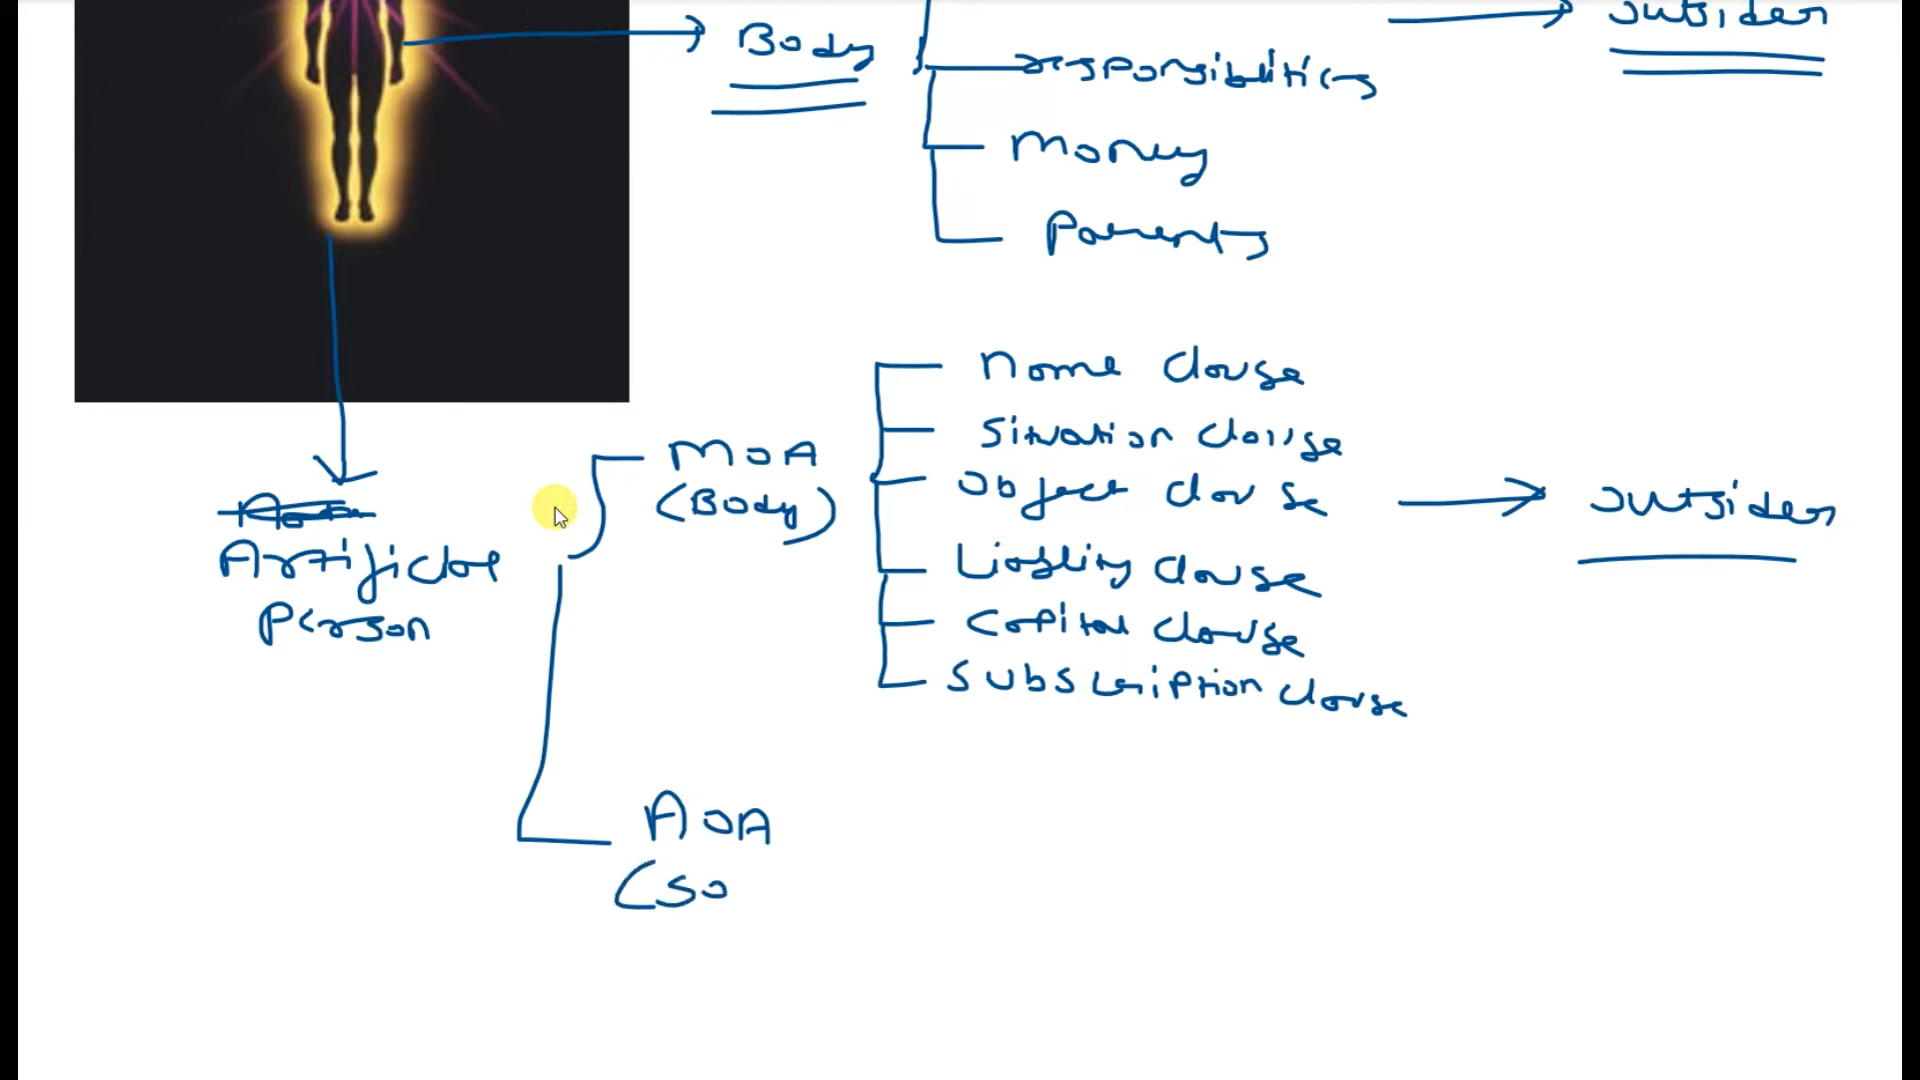 Body
outsider
responsibilities
Money
Parents
Name clause
Situation clause
Object clause
Liability clause
Capital clause
Subscription clause
MOA
(Body)
outsider
Artificial
Person
AOA
(So